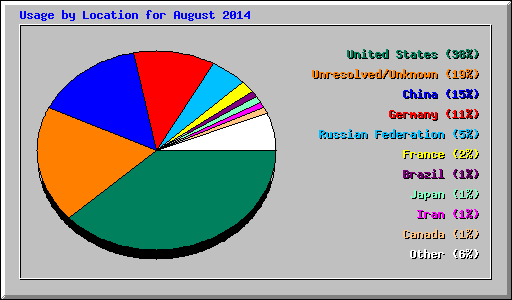 Usage by Location for August 2014
United States (38%)
Unresolved/Unknown (19%)
China (15%)
Germany (11%)
Russian Federation (5%)
France (2%)
Brazil (1%)
Japan (1%)
Iran (1%)
Canada (1%)
Other (6%)